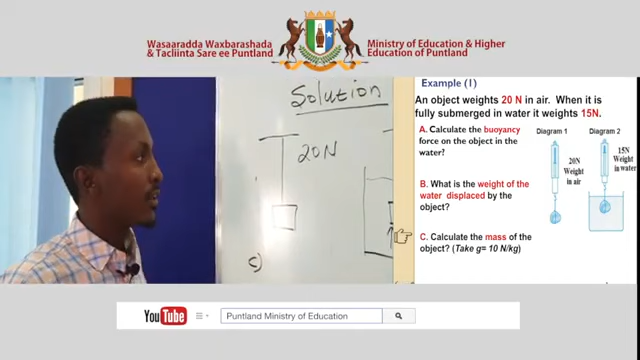 Wasaaradda Waxbarashada
& Tacliinta Sare ee Puntland
Ministry of Education & Higher
Education of Puntland
Solution
20N
c)
Example (1)
An object weights 20 N in air. When it is
fully submerged in water it weights 15N.
A. Calculate the buoyancy
force on the object in the
water?
B. What is the weight of the
water displaced by the
object?
C. Calculate the mass of the
object? (Take g= 10 N/kg)
Diagram 1
20N
Weight
in air
Diagram 2
15N
Weight
in water
YouTube
Puntland Ministry of Education